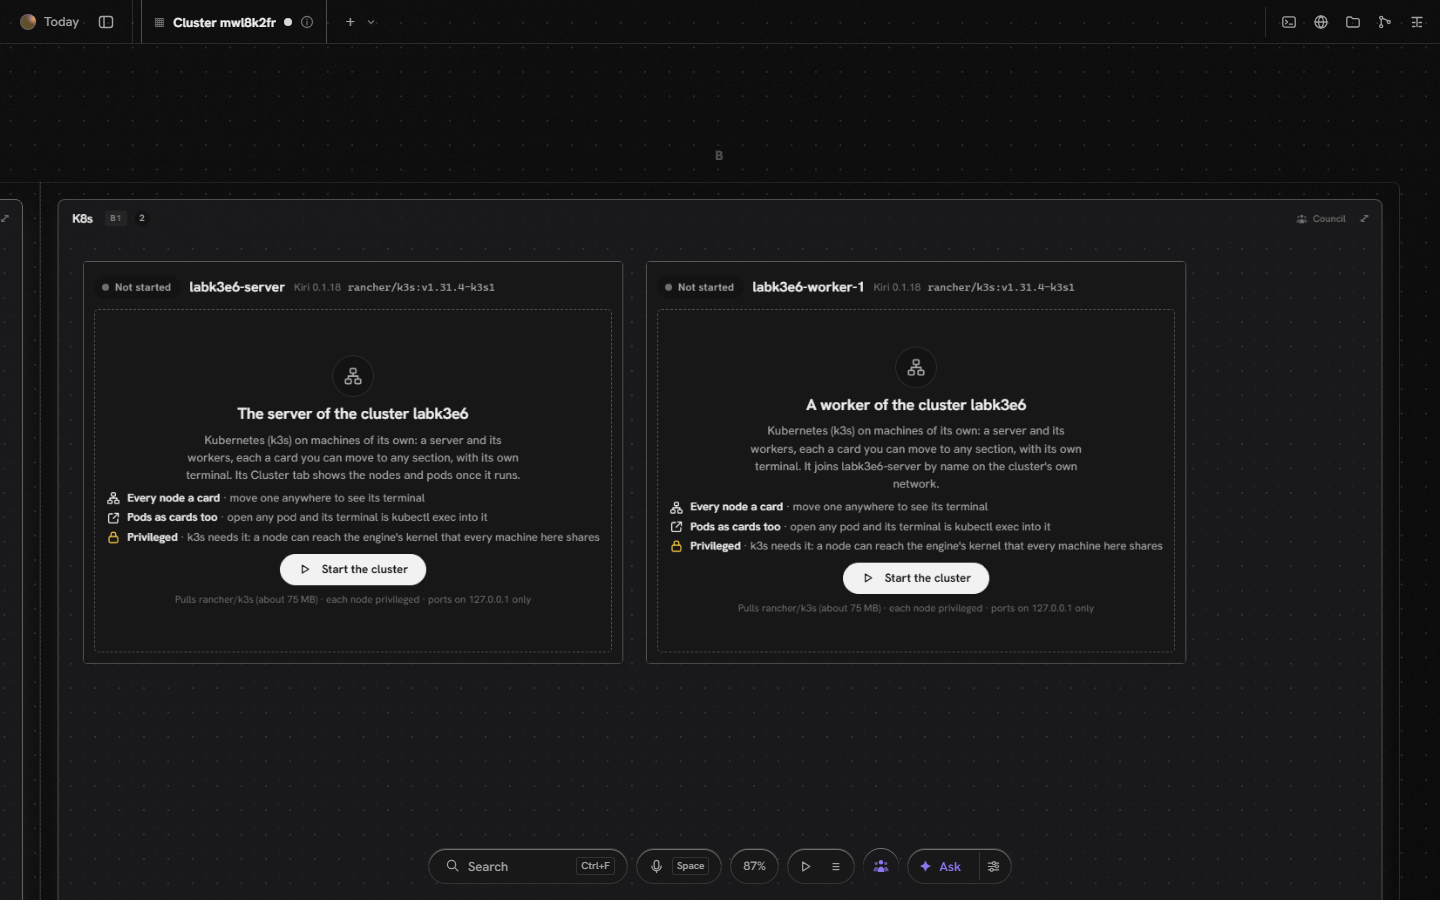 Today
Cluster mwl8k2fr
B
K8s B1 2
Council
Not started labk3e6-server Kiri 0.1.18 rancher/k3s:v1.31.4-k3s1
The server of the cluster labk3e6
Kubernetes (k3s) on machines of its own: a server and its
workers, each a card you can move to any section, with its own
terminal. Its Cluster tab shows the nodes and pods once it runs.
Every node a card · move one anywhere to see its terminal
Pods as cards too · open any pod and its terminal is kubectl exec into it
Privileged · k3s needs it: a node can reach the engine's kernel that every machine here shares
Start the cluster
Pulls rancher/k3s (about 75 MB) · each node privileged · ports on 127.0.0.1 only
Not started labk3e6-worker-1 Kiri 0.1.18 rancher/k3s:v1.31.4-k3s1
A worker of the cluster labk3e6
Kubernetes (k3s) on machines of its own: a server and its
workers, each a card you can move to any section, with its own
terminal. It joins labk3e6-server by name on the cluster's own
network.
Every node a card · move one anywhere to see its terminal
Pods as cards too · open any pod and its terminal is kubectl exec into it
Privileged · k3s needs it: a node can reach the engine's kernel that every machine here shares
Start the cluster
Pulls rancher/k3s (about 75 MB) · each node privileged · ports on 127.0.0.1 only
Search Ctrl+F
Space
87%
Ask